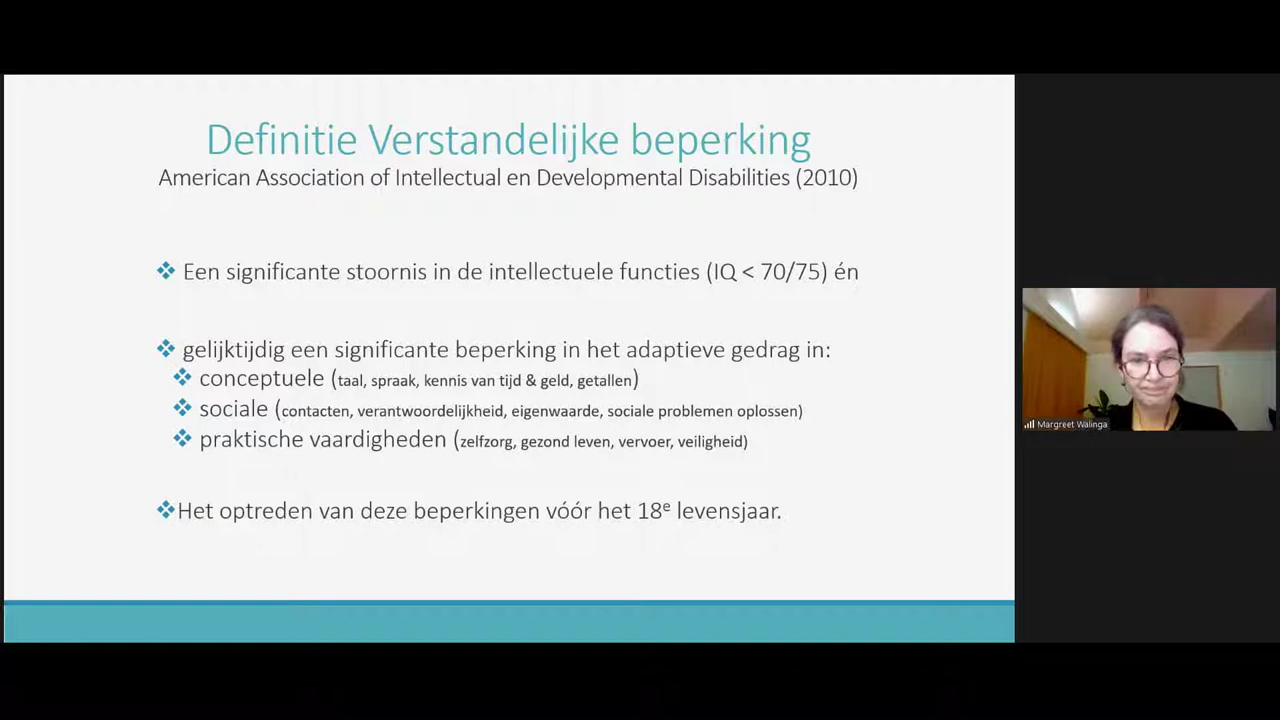 Definitie Verstandelijke beperking
American Association of Intellectual en Developmental Disabilities (2010)
Een significante stoornis in de intellectuele functies (IQ < 70/75) én
gelijktijdig een significante beperking in het adaptieve gedrag in:
conceptuele (taal, spraak, kennis van tijd & geld, getallen)
sociale (contacten, verantwoordelijkheid, eigenwaarde, sociale problemen oplossen)
praktische vaardigheden (zelfzorg, gezond leven, vervoer, veiligheid)
Het optreden van deze beperkingen vóór het 18e levensjaar.
Margreet Walinga